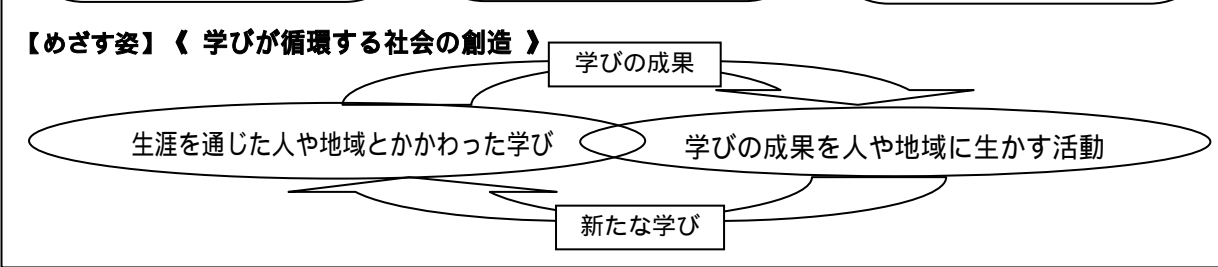 【めざす姿】《 学びが循環する社会の創造 》
学びの成果
生涯を通じた人や地域とかかわった学び
学びの成果を人や地域に生かす活動
新たな学び